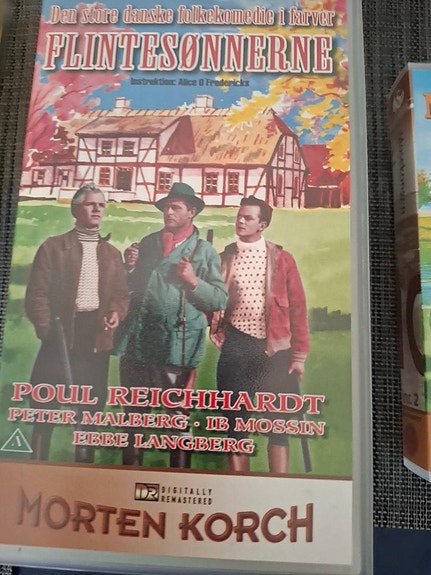 Den store danske folkekomedie i farver
FLINTESØNNERNE
Instruktion: Alice O'Fredericks
POUL REICHHARDT
PETER MALBERG · IB MOSSIN
EBBE LANGBERG
A
DIGITALLY
REMASTERED
MORTEN KORCH